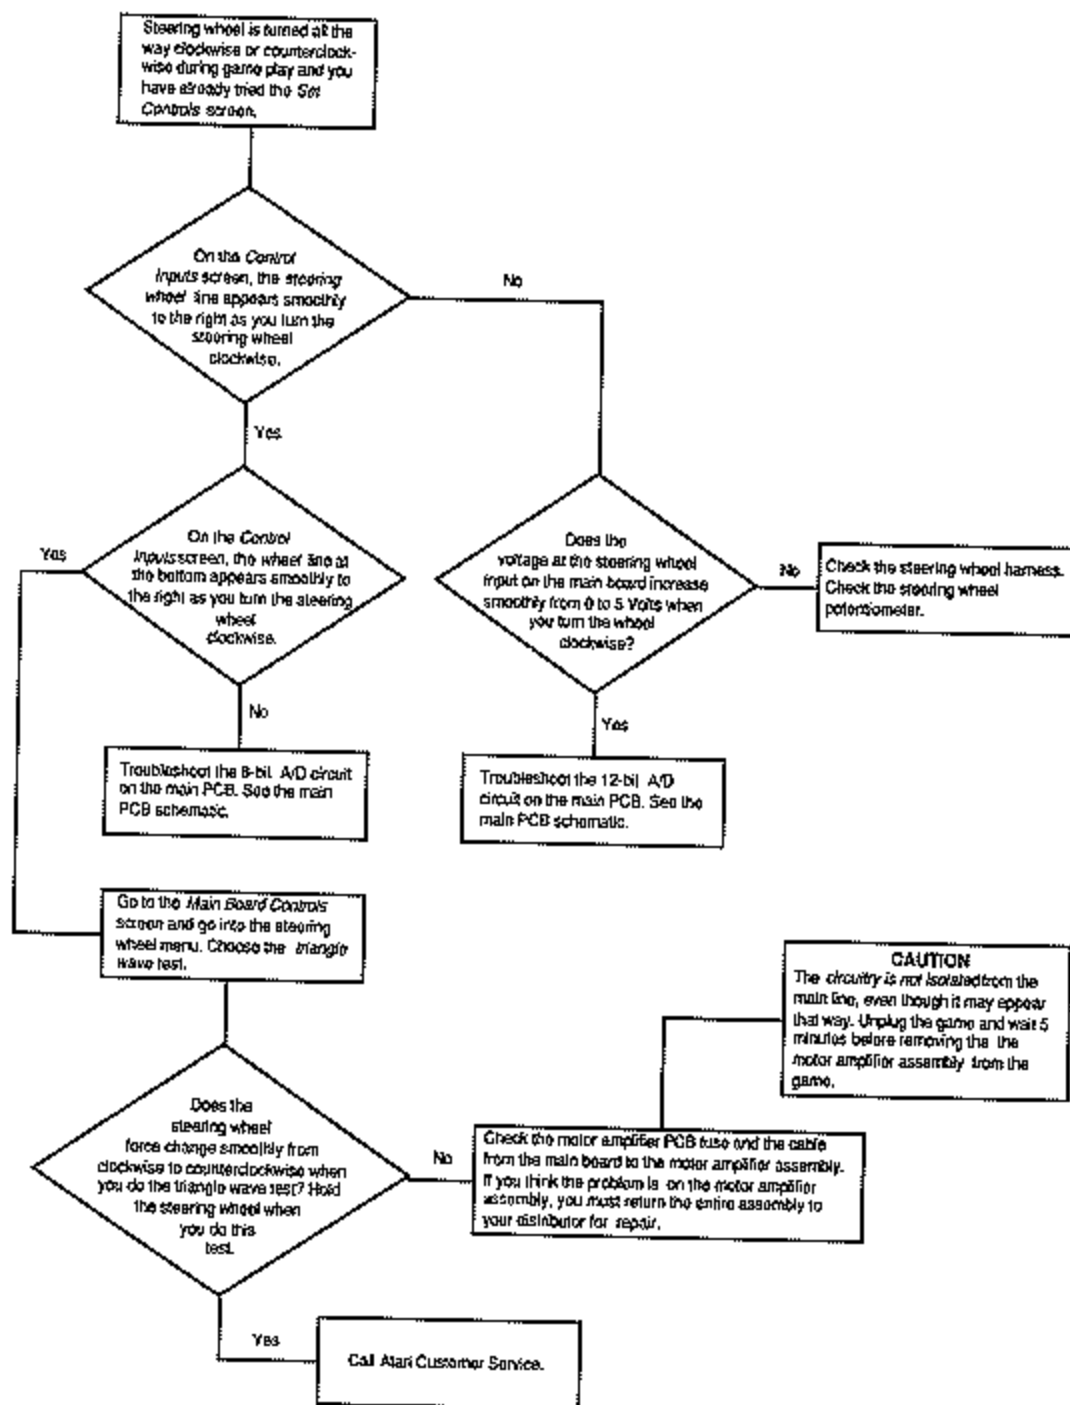 Steering wheel is turned all the
way clockwise or counterclock-
wise during game play and you
have already tried the Set
Controls screen.
On the Control
Inputs screen, the steering
wheel line appears smoothly
to the right as you turn the
steering wheel
clockwise.
No
Yes
On the Control
Inputs screen, the wheel line at
the bottom appears smoothly to
the right as you turn the steering
wheel
clockwise.
Yes
No
Does the
voltage at the steering wheel
input on the main board increase
smoothly from 0 to 5 Volts when
you turn the wheel
clockwise?
No
Check the steering wheel harness.
Check the steering wheel
potentiometer.
Yes
Troubleshoot the 8-bit A/D circuit
on the main PCB. See the main
PCB schematic.
Troubleshoot the 12-bit A/D
circuit on the main PCB. See the
main PCB schematic.
Go to the Main Board Controls
screen and go into the steering
wheel menu. Choose the triangle
wave test.
CAUTION
The circuitry is not isolated from the
main line, even though it may appear
that way. Unplug the game and wait 5
minutes before removing the the
motor amplifier assembly from the
game.
Does the
steering wheel
force change smoothly from
clockwise to counterclockwise when
you do the triangle wave test? Hold
the steering wheel when
you do this
test.
No
Check the motor amplifier PCB fuse and the cable
from the main board to the motor amplifier assembly.
If you think the problem is on the motor amplifier
assembly, you must return the entire assembly to
your distributor for repair.
Yes
Call Atari Customer Service.